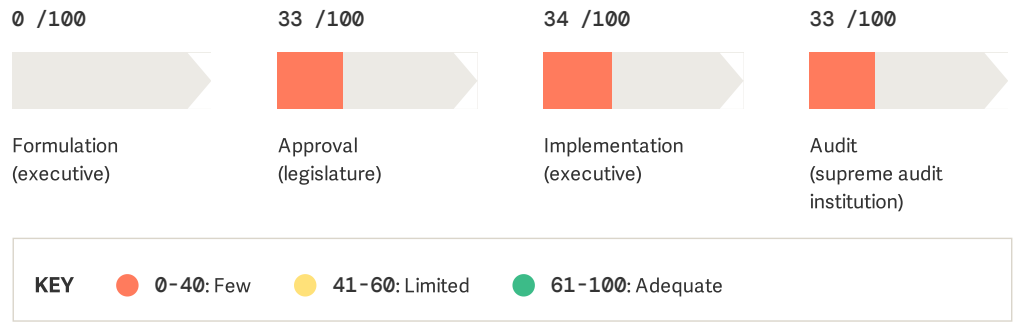 0 /100
33 /100
34 /100
33 /100
Formulation
(executive)
Approval
(legislature)
Implementation
(executive)
Audit
(supreme audit
institution)
KEY
0-40: Few
41-60: Limited
61-100: Adequate